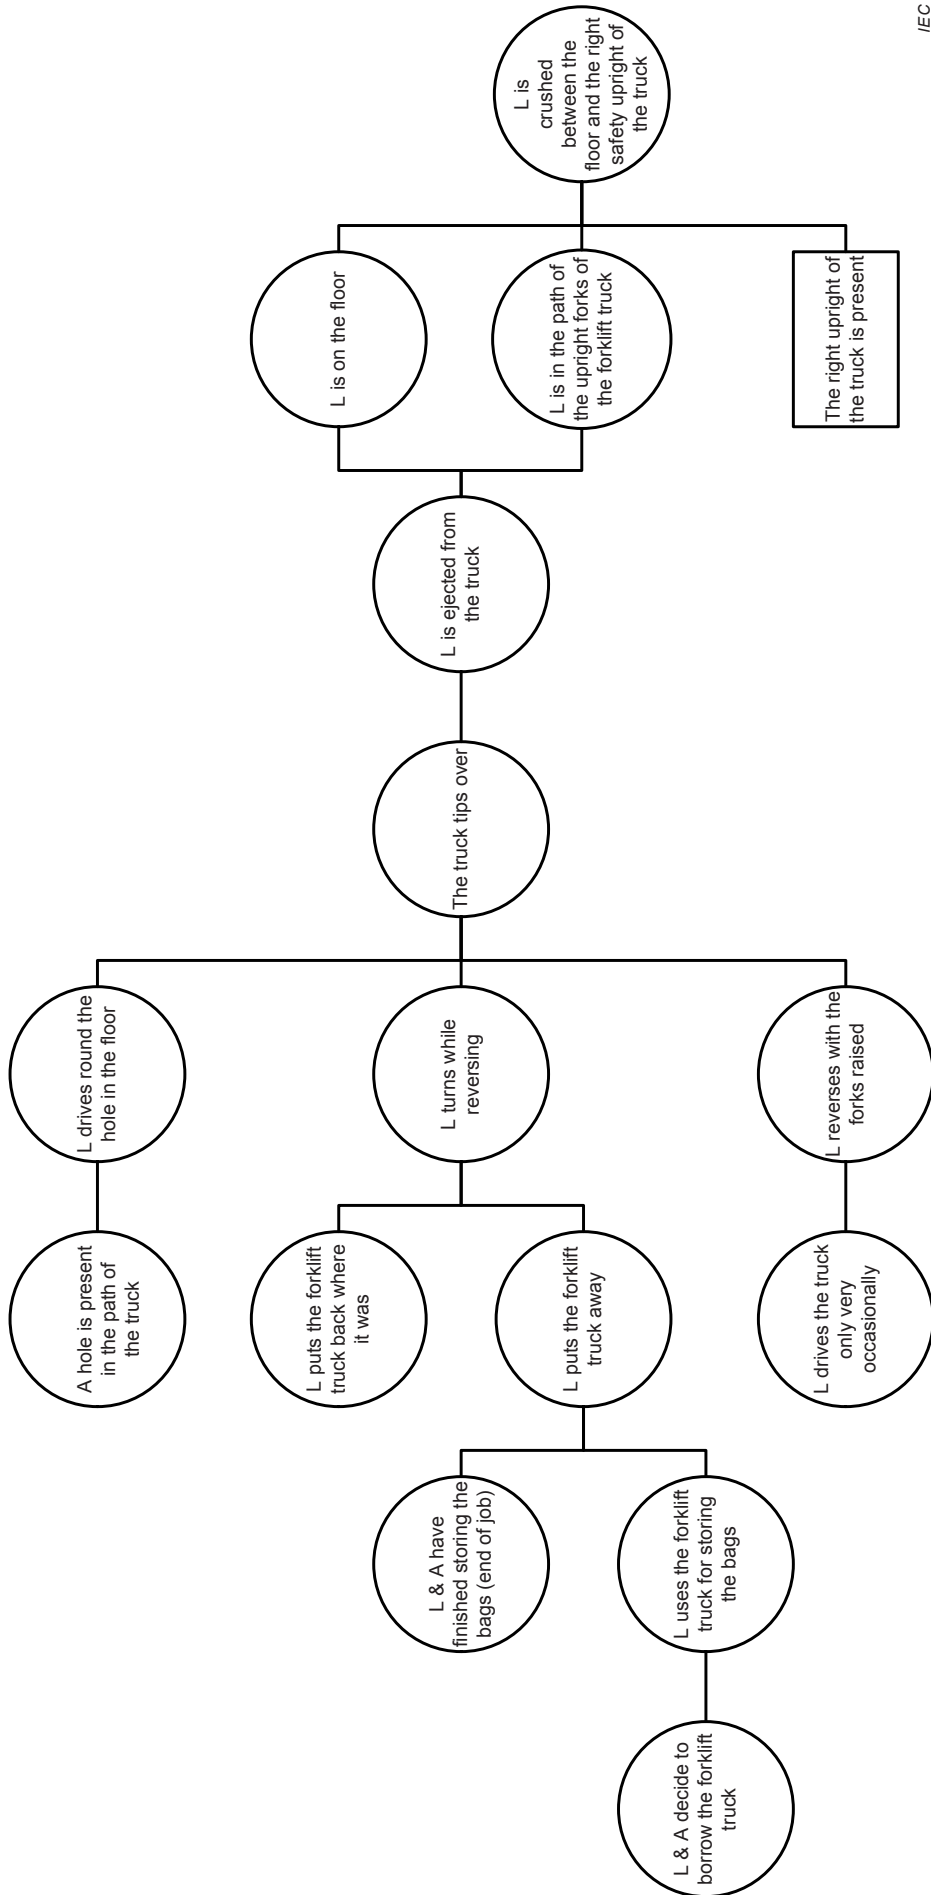 L & A decide to
borrow the forklift
truck
L & A have
finished storing the
bags (end of job)
L uses the forklift
truck for storing
the bags
A hole is present
in the path of
the truck
L puts the forklift
truck back where
it was
L puts the forklift
truck away
L drives the truck
only very
occasionally
L drives round the
hole in the floor
L turns while
reversing
L reverses with the
forks raised
The truck tips over
L is ejected from
the truck
L is on the floor
L is in the path of
the upright forks of
the forklift truck
The right upright of
the truck is present
L is
crushed
between the
floor and the right
safety upright of
the truck
IEC